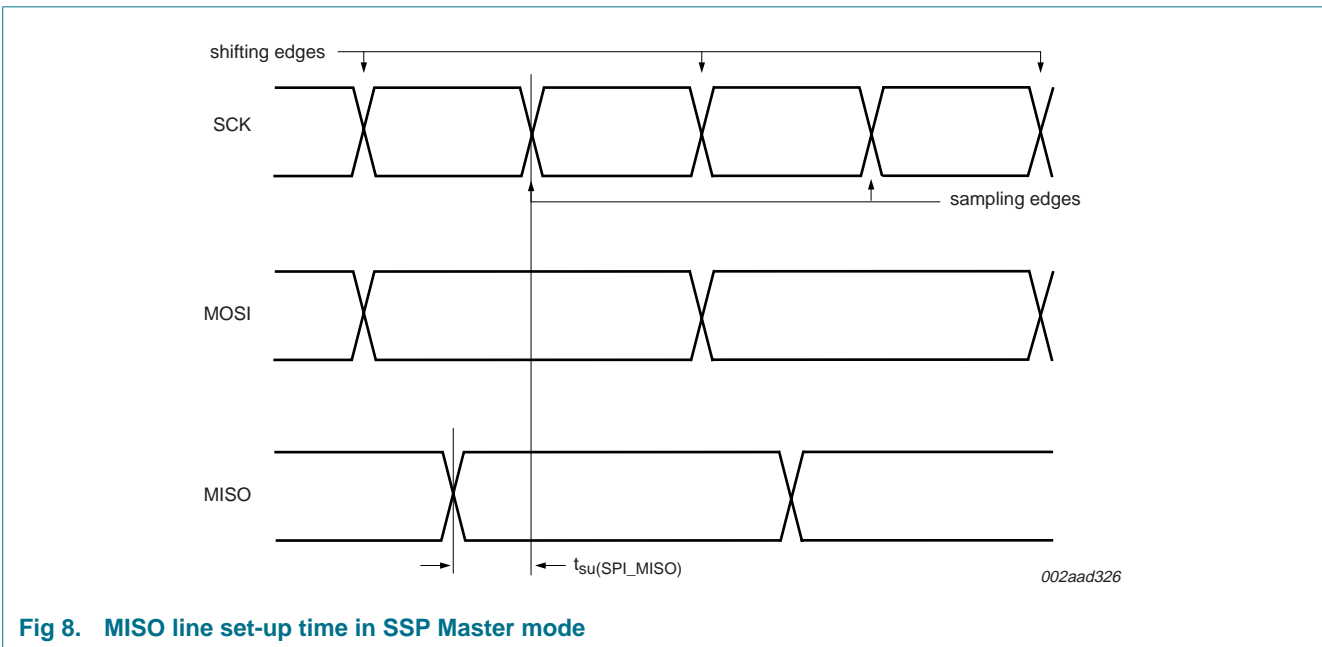 shifting edges
SCK
sampling edges
MOSI
MISO
tsu(SPI_MISO)
002aad326
Fig 8. MISO line set-up time in SSP Master mode